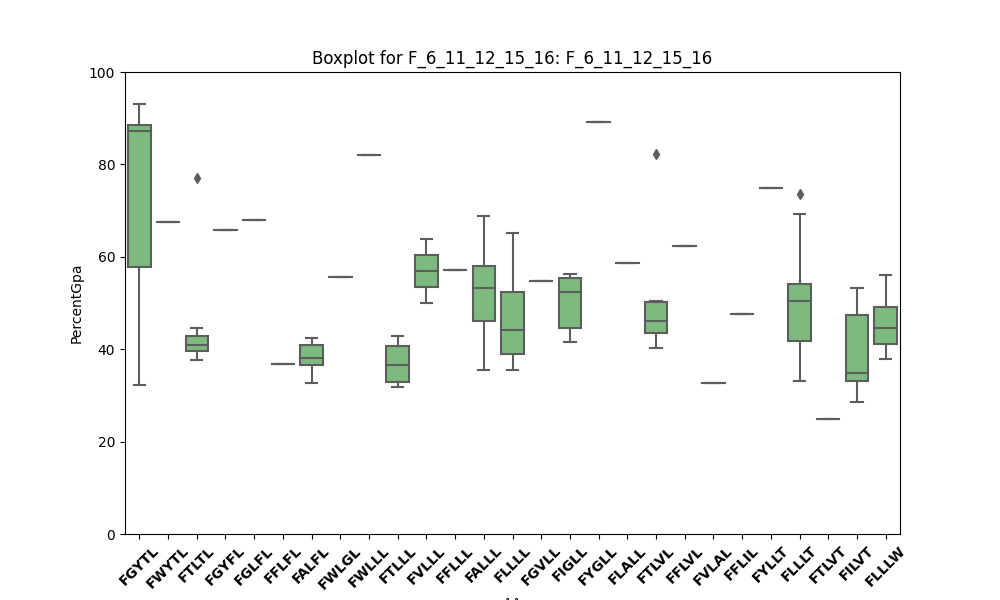 Boxplot for F_6_11_12_15_16: F_6_11_12_15_16
PercentGpa
100
80
60
40
20
0
FGYTL
FWYTL
FTLTL
FGYFL
FGLFL
FFLFL
FALFL
FWLGL
FWLLL
FTLLL
FVLLL
FFLLL
FALLL
FLLLL
FGVLL
FIGLL
FYGLL
FLALL
FTLVL
FFLVL
FVLAL
FFLIL
FYLLT
FLLLT
FTLVT
FILVT
FLLLW